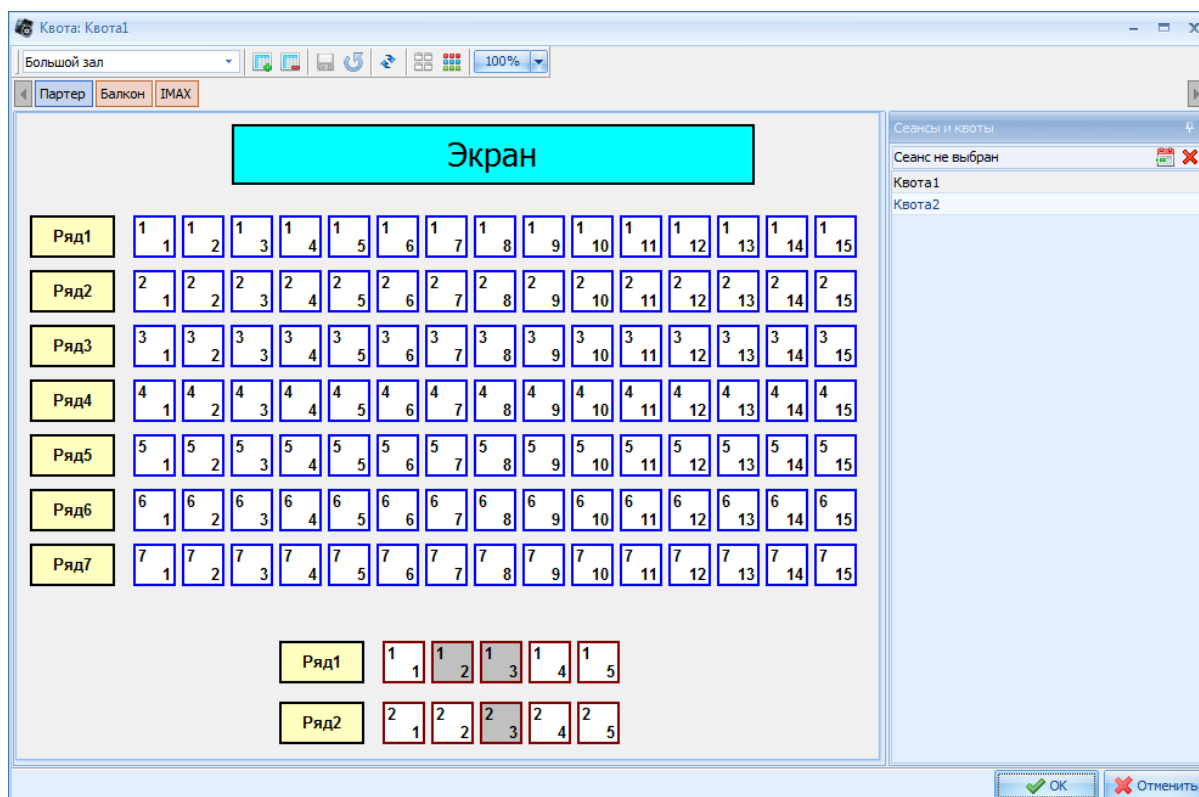 Квота: Квота1
Большой зал 100%
Партер Балкон IMAX
Сеансы и квоты
Экран
Сеанс не выбран
Квота1
Квота2
Ряд1 1 1 1 2 1 3 1 4 1 5 1 6 1 7 1 8 1 9 1 10 1 11 1 12 1 13 1 14 1 15
Ряд2 2 1 2 2 2 3 2 4 2 5 2 6 2 7 2 8 2 9 2 10 2 11 2 12 2 13 2 14 2 15
Ряд3 3 1 3 2 3 3 3 4 3 5 3 6 3 7 3 8 3 9 3 10 3 11 3 12 3 13 3 14 3 15
Ряд4 4 1 4 2 4 3 4 4 4 5 4 6 4 7 4 8 4 9 4 10 4 11 4 12 4 13 4 14 4 15
Ряд5 5 1 5 2 5 3 5 4 5 5 5 6 5 7 5 8 5 9 5 10 5 11 5 12 5 13 5 14 5 15
Ряд6 6 1 6 2 6 3 6 4 6 5 6 6 6 7 6 8 6 9 6 10 6 11 6 12 6 13 6 14 6 15
Ряд7 7 1 7 2 7 3 7 4 7 5 7 6 7 7 7 8 7 9 7 10 7 11 7 12 7 13 7 14 7 15
Ряд1 1 1 1 2 1 3 1 4 1 5
Ряд2 2 1 2 2 2 3 2 4 2 5
OK Отменить